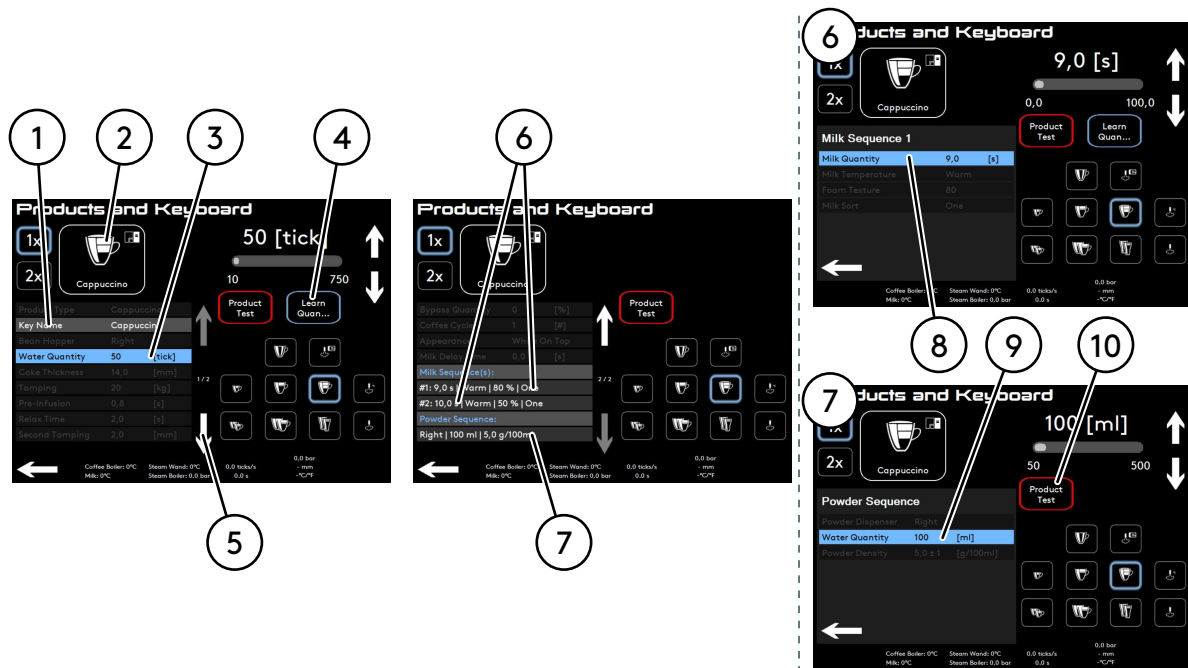 1
2
3
4
6
Products and Keyboard
1x
2x
Cappuccino
50 [tick]
10 750
Product Test
Learn Quan...
Product Type Cappuccino
Key Name Cappuccino
Bean Hopper Right
Water Quantity 50 [tick]
Cake Thickness 14,0 [mm]
Tamping 20 [kg]
Pre-Infusion 0,8 [s]
Relax Time 2,0 [s]
Second Tamping 2,0 [mm]
1/2
Coffee Boiler: 0°C Steam Wand: 0°C 0,0 ticks/s 0,0 bar
- mm
Milk: 0°C Steam Boiler: 0,0 bar 0.0 s -°C/°F
5
Products and Keyboard
1x
2x
Cappuccino
Product Test
Bypass Quantity 0 [%]
Coffee Cycles 1 [#]
Appearance White On Top
Milk Delay Time 0,0 [s]
Milk Sequence(s):
#1: 9,0 s | Warm | 80 % | One
#2: 10,0 s | Warm | 50 % | One
Powder Sequence:
Right | 100 ml | 5,0 g/100ml
2/2
Coffee Boiler: 0°C Steam Wand: 0°C 0,0 ticks/s 0,0 bar
- mm
Milk: 0°C Steam Boiler: 0,0 bar 0.0 s -°C/°F
7
6
ducts and Keyboard
1x
2x
Cappuccino
9,0 [s]
0,0 100,0
Product Test
Learn Quan...
Milk Sequence 1
Milk Quantity 9,0 [s]
Milk Temperature Warm
Foam Texture 80
Milk Sort One
Coffee Boiler: 0°C Steam Wand: 0°C 0,0 ticks/s 0,0 bar
- mm
Milk: 0°C Steam Boiler: 0,0 bar 0.0 s -°C/°F
8
9
10
7
ducts and Keyboard
2x
Cappuccino
100 [ml]
50 500
Product Test
Powder Sequence
Powder Dispenser Right
Water Quantity 100 [ml]
Powder Density 5,0 ± 1 [g/100ml]
Coffee Boiler: 0°C Steam Wand: 0°C 0,0 ticks/s 0,0 bar
- mm
Milk: 0°C Steam Boiler: 0,0 bar 0.0 s -°C/°F